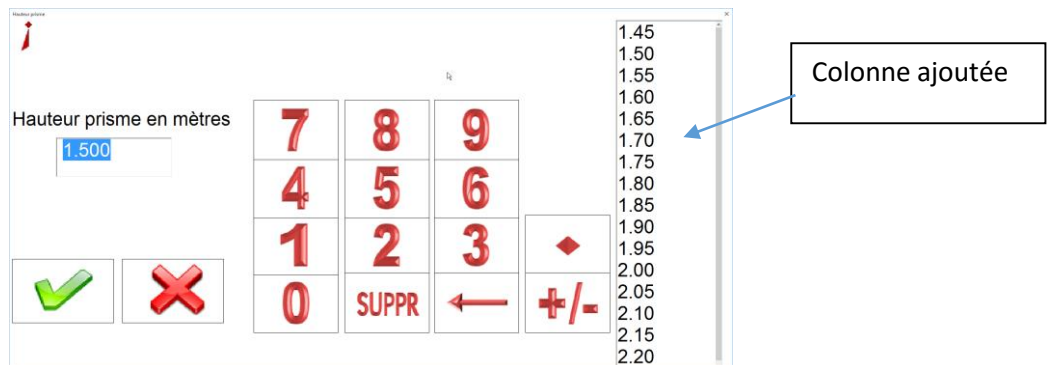 Hauteur prisme
Hauteur prisme en mètres
1.500
7 8 9
4 5 6
1 2 3
0 SUPPR +/-
1.45
1.50
1.55
1.60
1.65
1.70
1.75
1.80
1.85
1.90
1.95
2.00
2.05
2.10
2.15
2.20
Colonne ajoutée